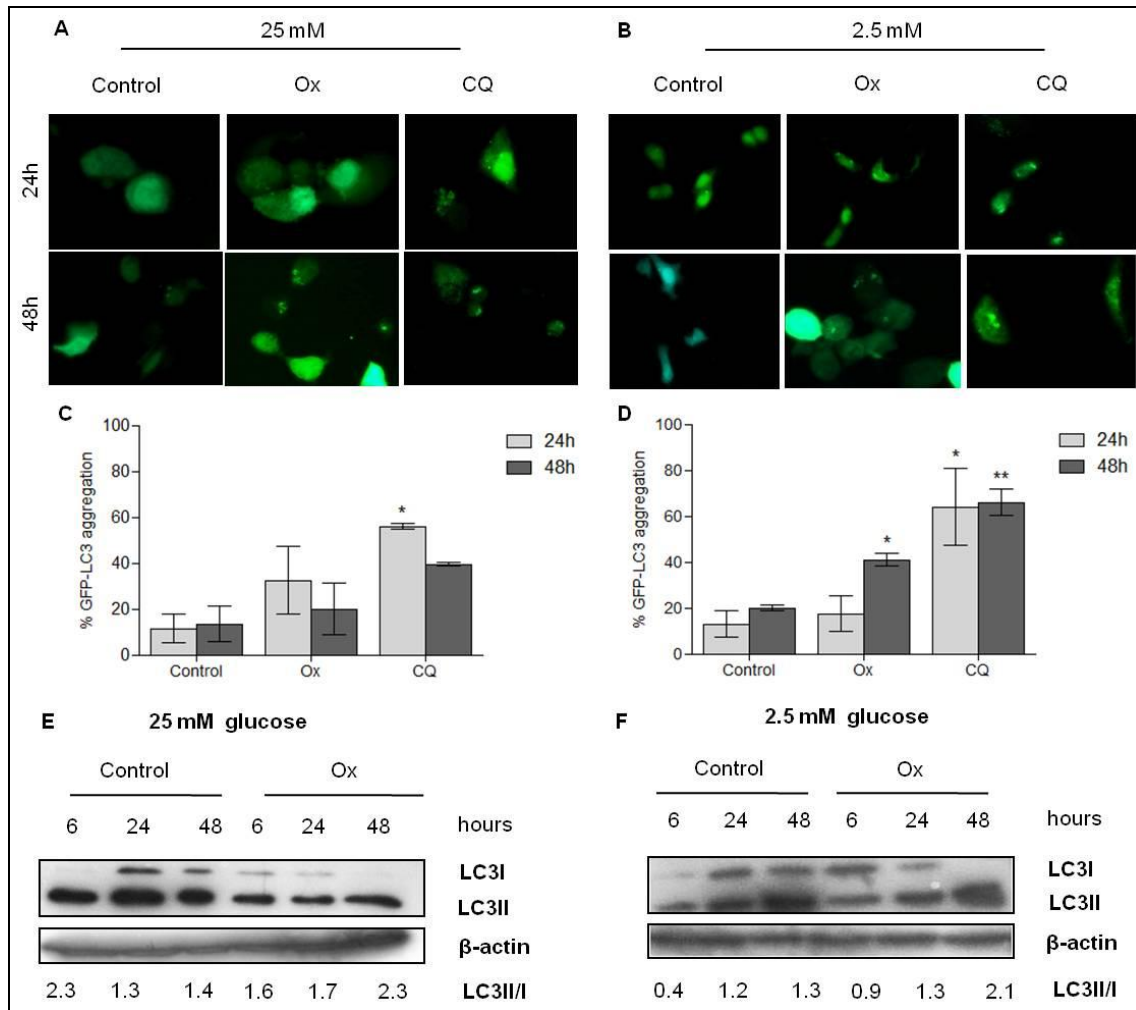 A 25 mM
B 2.5 mM
Control Ox CQ
Control Ox CQ
24h
48h
C
% GFP-LC3 aggregation
100
80
60
40
20
0
*
24h
48h
Control Ox CQ
D
% GFP-LC3 aggregation
100
80
60
40
20
0
* * **
24h
48h
Control Ox CQ
E 25 mM glucose
Control Ox
6 24 48 6 24 48 hours
LC3I
LC3II
β-actin
2.3 1.3 1.4 1.6 1.7 2.3 LC3II/I
F 2.5 mM glucose
Control Ox
6 24 48 6 24 48 hours
LC3I
LC3II
β-actin
0.4 1.2 1.3 0.9 1.3 2.1 LC3II/I